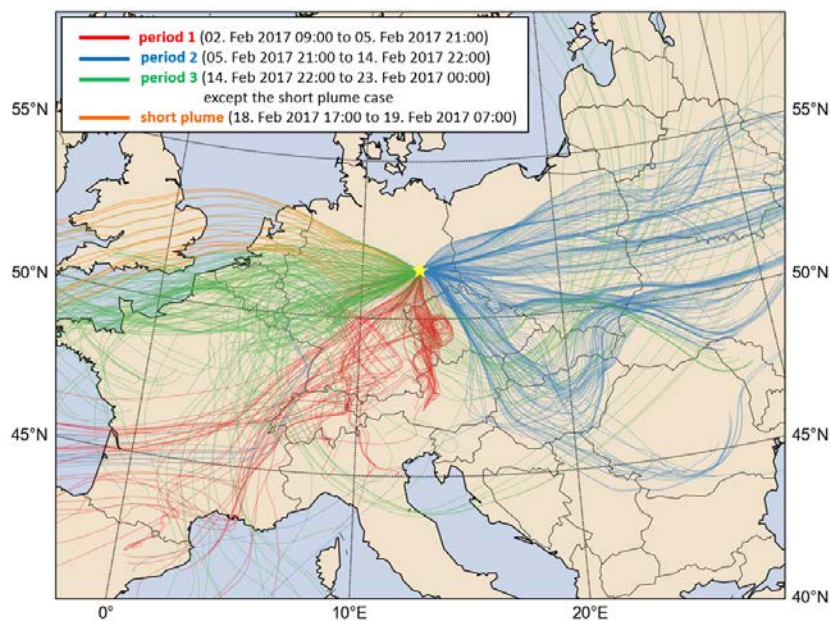 period 1 (02. Feb 2017 09:00 to 05. Feb 2017 21:00)
period 2 (05. Feb 2017 21:00 to 14. Feb 2017 22:00)
period 3 (14. Feb 2017 22:00 to 23. Feb 2017 00:00)
except the short plume case
short plume (18. Feb 2017 17:00 to 19. Feb 2017 07:00)
55°N 55°N
50°N 50°N
45°N 45°N
40°N
0° 10°E 20°E